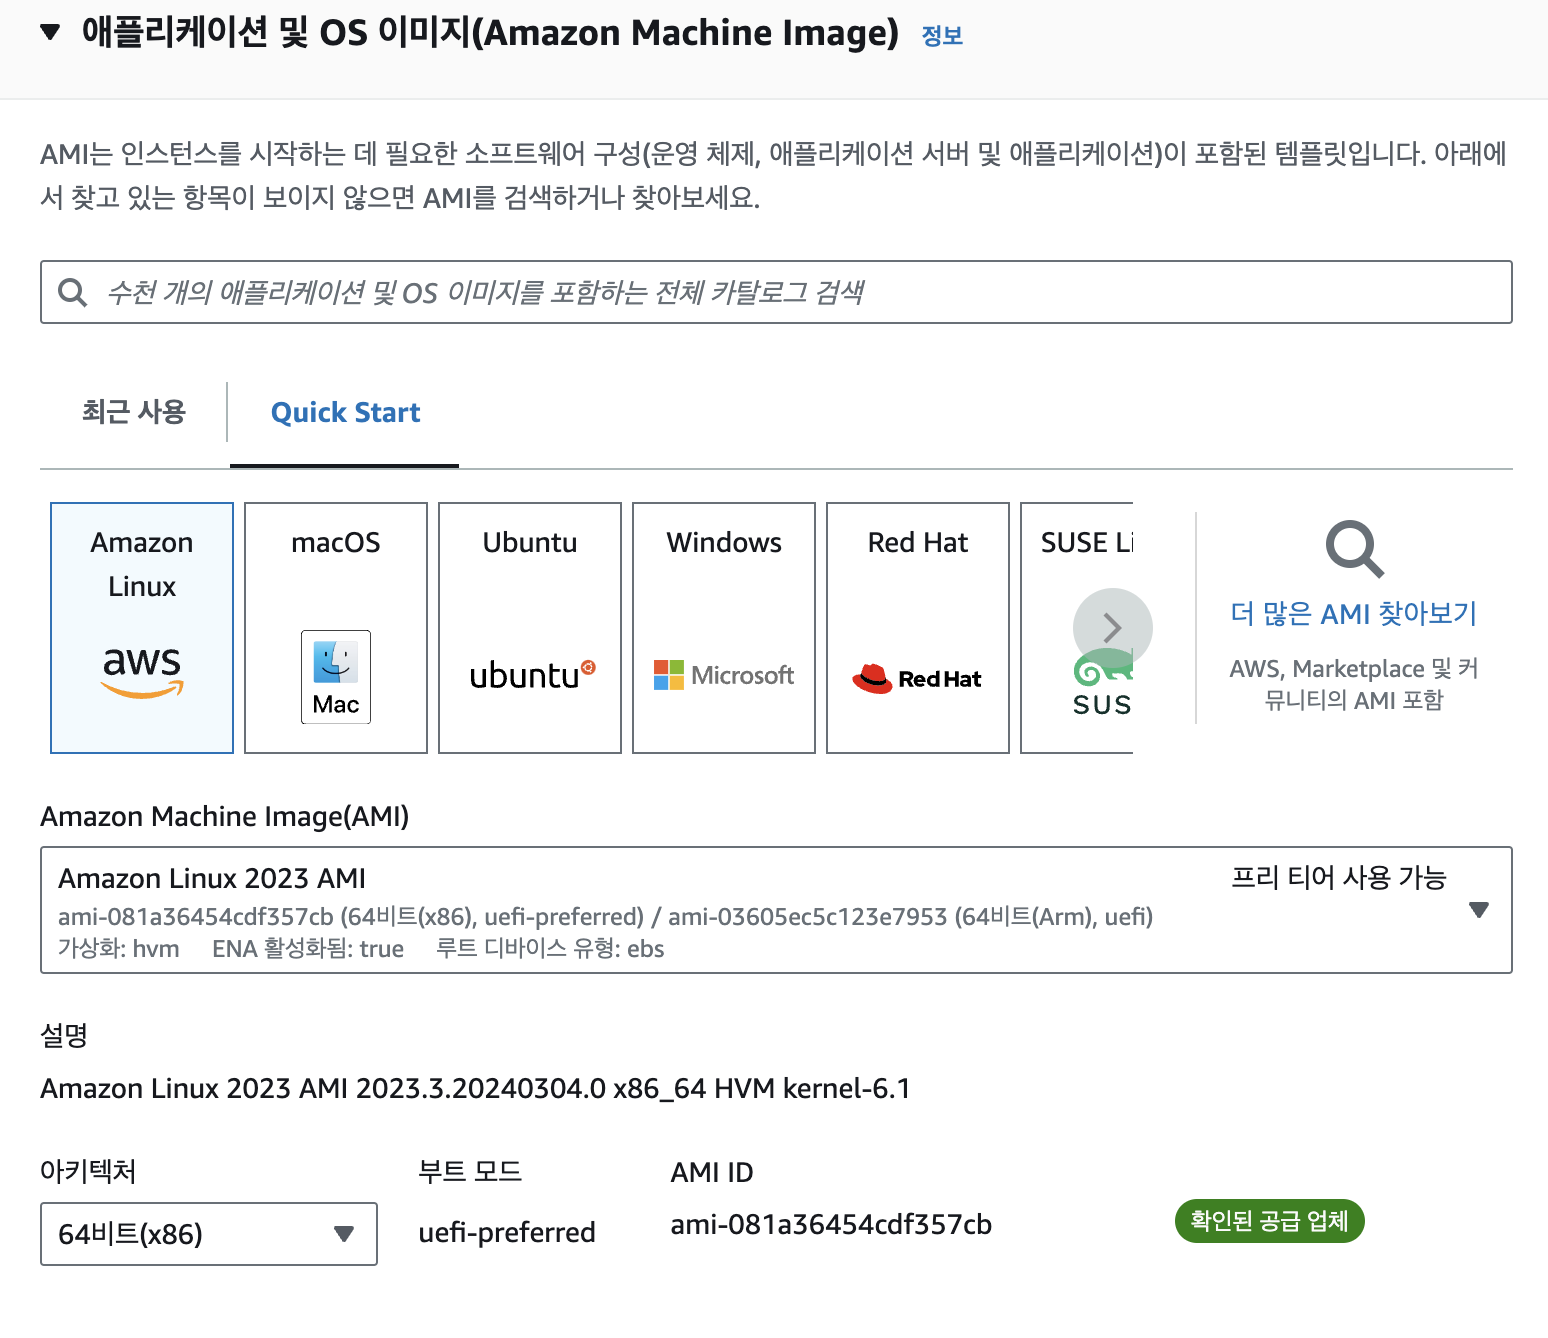 애플리케이션 및 OS 이미지(Amazon Machine Image) 정보
AMI는 인스턴스를 시작하는 데 필요한 소프트웨어 구성(운영 체제, 애플리케이션 서버 및 애플리케이션)이 포함된 템플릿입니다. 아래에
서 찾고 있는 항목이 보이지 않으면 AMI를 검색하거나 찾아보세요.
수천 개의 애플리케이션 및 OS 이미지를 포함하는 전체 카탈로그 검색
최근 사용
Quick Start
Amazon
Linux
aws
macOS
Mac
Ubuntu
ubuntu
Windows
Microsoft
Red Hat
Red Hat
SUSE Li
SUS
더 많은 AMI 찾아보기
AWS, Marketplace 및 커
뮤니티의 AMI 포함
Amazon Machine Image(AMI)
Amazon Linux 2023 AMI
프리 티어 사용 가능
ami-081a36454cdf357cb (64비트(x86), uefi-preferred) / ami-03605ec5c123e7953 (64비트(Arm), uefi)
가상화: hvm ENA 활성화됨: true 루트 디바이스 유형: ebs
설명
Amazon Linux 2023 AMI 2023.3.20240304.0 x86_64 HVM kernel-6.1
아키텍처
64비트(x86)
부트 모드
uefi-preferred
AMI ID
ami-081a36454cdf357cb
확인된 공급 업체